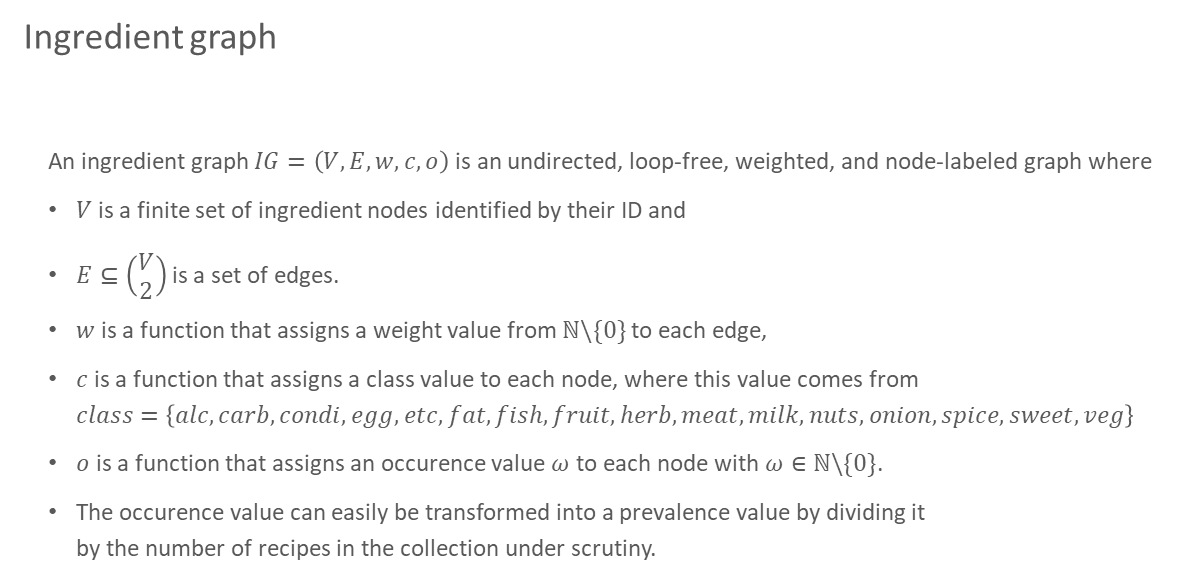 Ingredient graph
An ingredient graph IG = (V, E, w, c, o) is an undirected, loop-free, weighted, and node-labeled graph where
• V is a finite set of ingredient nodes identified by their ID and
• E ⊆ (V 2) is a set of edges.
• w is a function that assigns a weight value from ℕ\{0} to each edge,
• c is a function that assigns a class value to each node, where this value comes from
class = {alc, carb, condi, egg, etc, fat, fish, fruit, herb, meat, milk, nuts, onion, spice, sweet, veg}
• o is a function that assigns an occurence value ω to each node with ω ∈ ℕ\{0}.
• The occurence value can easily be transformed into a prevalence value by dividing it
by the number of recipes in the collection under scrutiny.